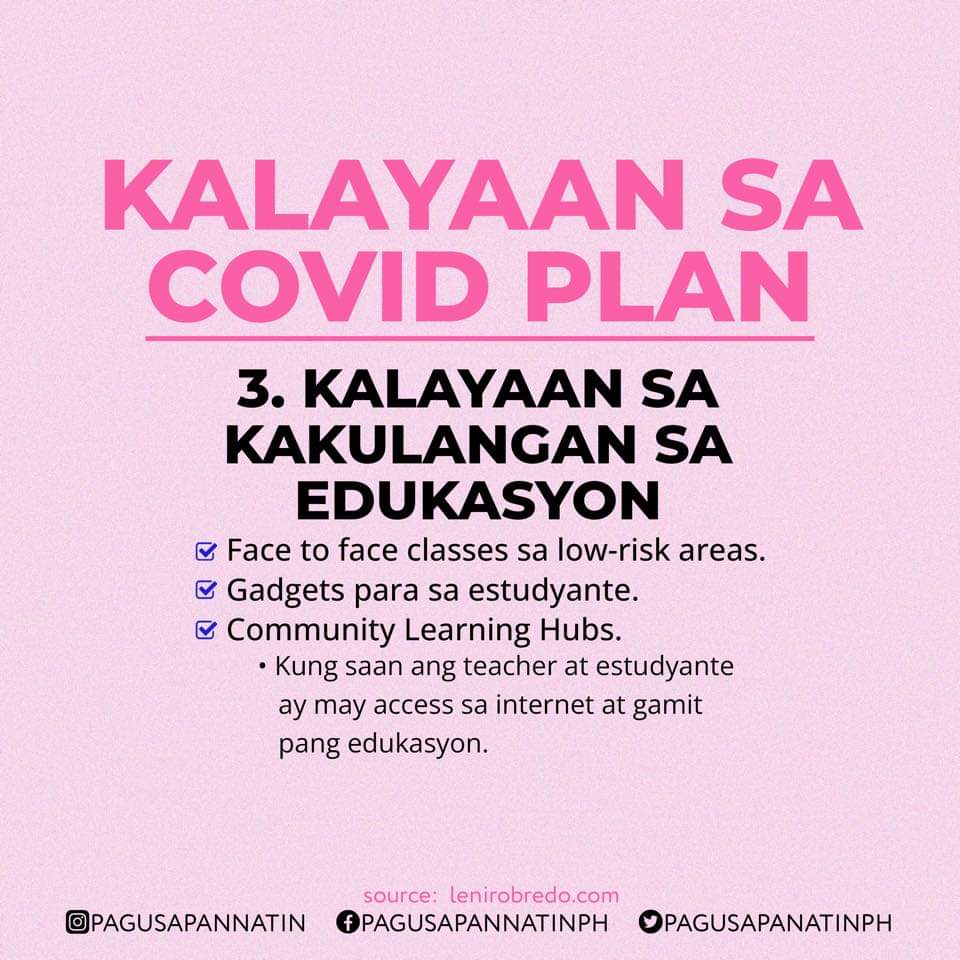 KALAYAAN SA
COVID PLAN
3. KALAYAAN SA
KAKULANGAN SA
EDUKASYON
Face to face classes sa low-risk areas.
Gadgets para sa estudyante.
Community Learning Hubs.
• Kung saan ang teacher at estudyante
ay may access sa internet at gamit
pang edukasyon.
source: lenirobredo.com
PAGUSAPANNATIN PAGUSAPANNATINPH PAGUSAPANATINPH